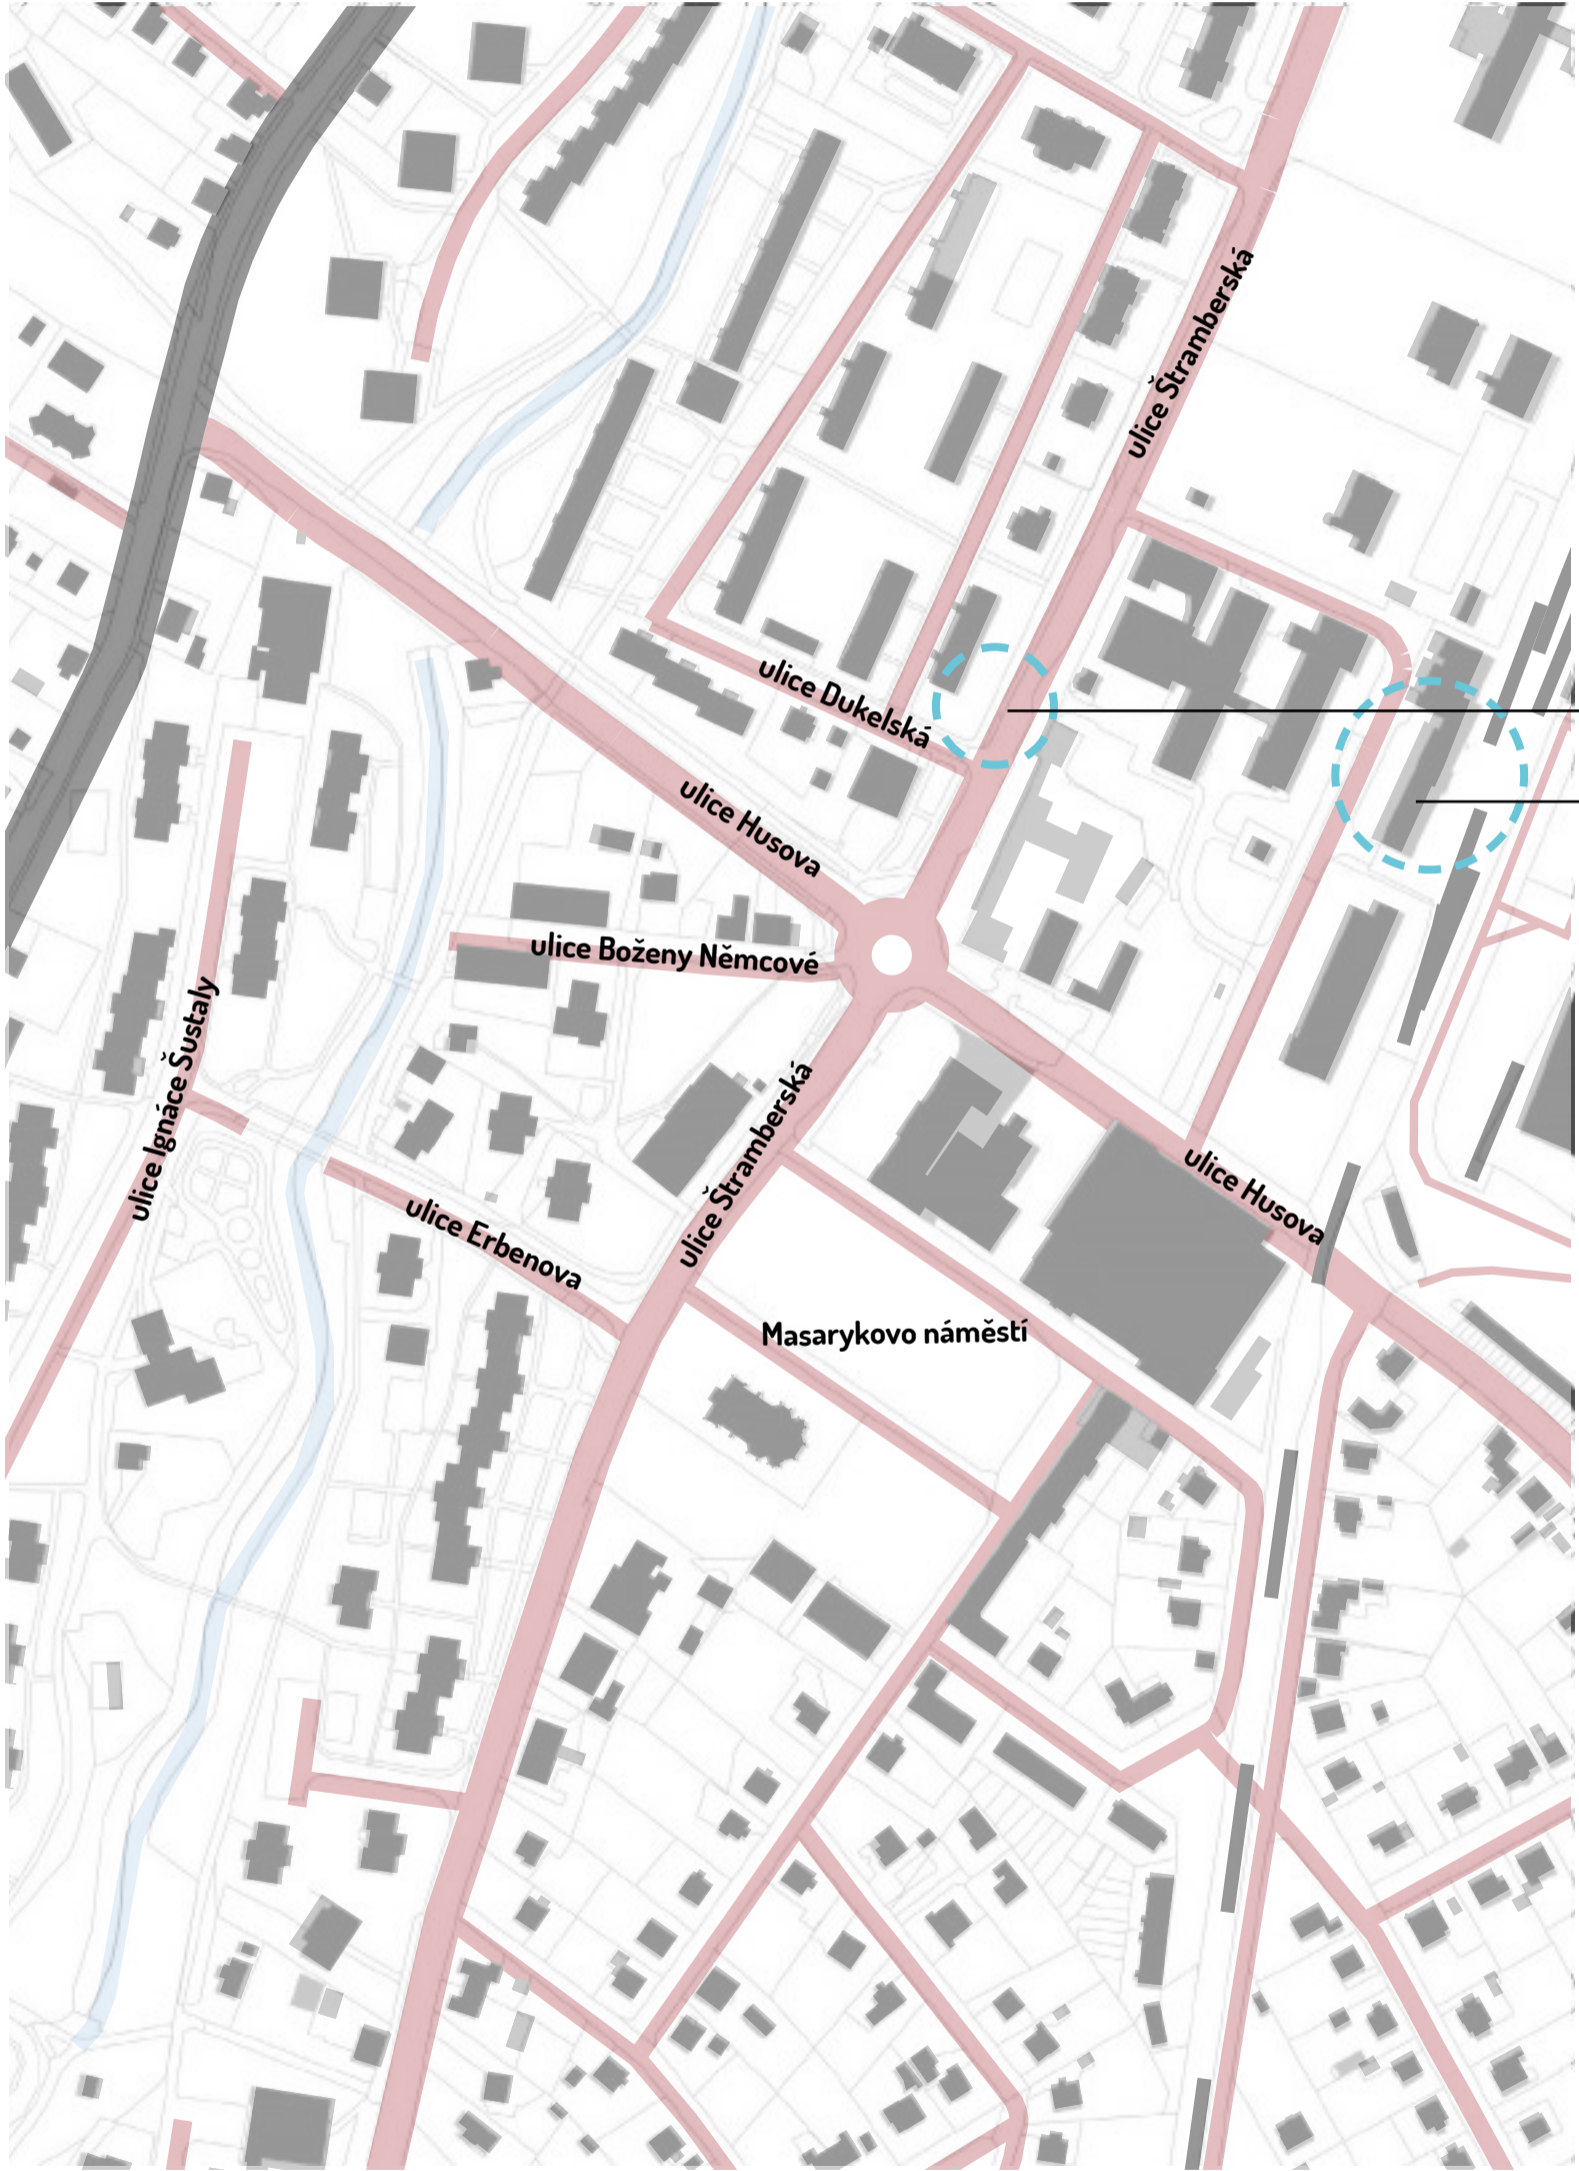 ulice Štramberská
ulice Dukelská
ulice Husova
ulice Boženy Němcové
ulice Ignáce Šustaly
ulice Štramberská
ulice Husova
ulice Erbenova
Masarykovo náměstí